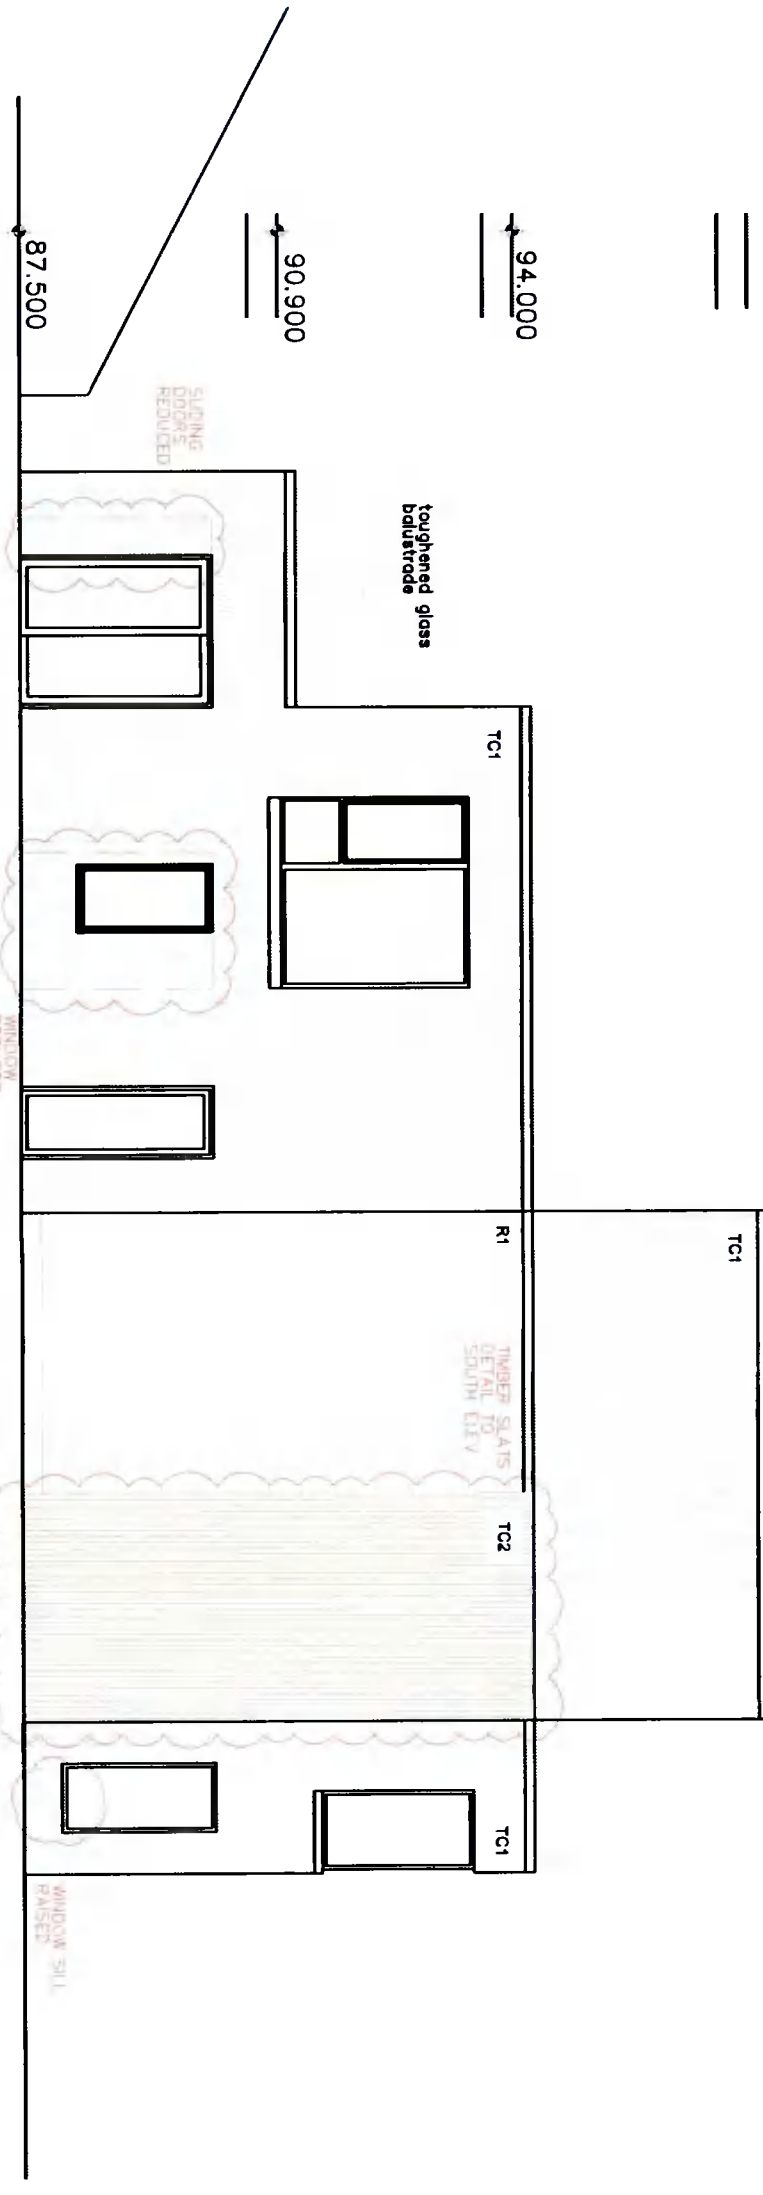 94.000
90.900
87.500
toughened glass
balustrade
TC1
TC1
R1
TC2
TC1
SLIDING
DOORS
REDUCED
TIMBER SLATS
DETAIL TO
SOUTH ELEV
WINDOW
WINDOW SILL
RAISED